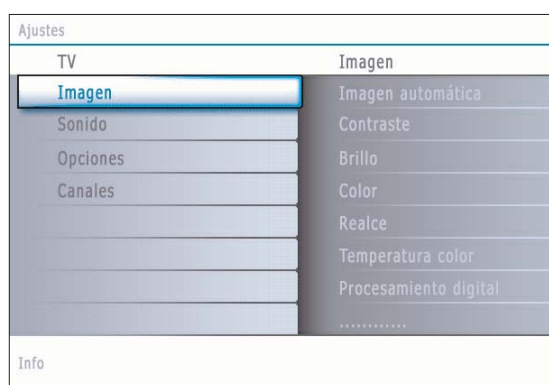 Ajustes
TV
Imagen
Imagen
Sonido
Opciones
Canales
Imagen automática
Contraste
Brillo
Color
Realce
Temperatura color
Procesamiento digital
............
Info